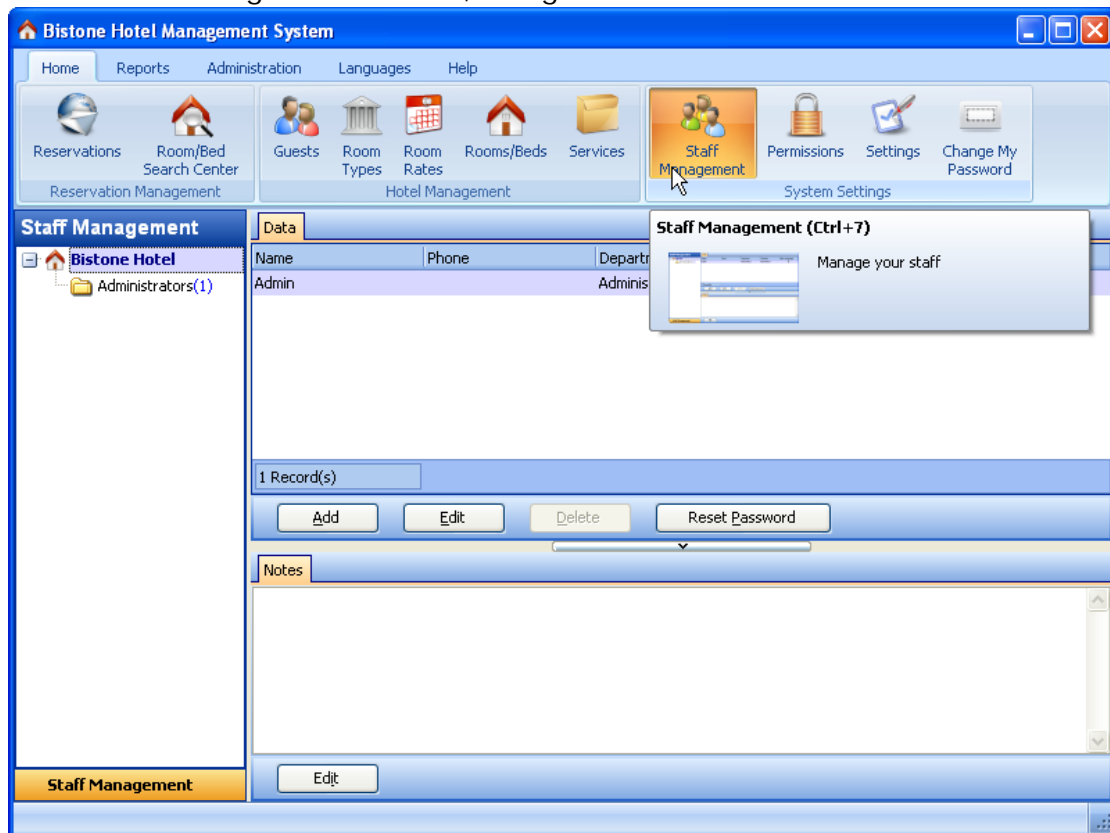 Bistone Hotel Management System
Home Reports Administration Languages Help
Reservations Room/Bed Search Center Guests Room Types Room Rates Rooms/Beds Services Staff Management Permissions Settings Change My Password
Reservation Management Hotel Management System Settings
Staff Management
Bistone Hotel
Administrators(1)
Data
Name Phone
Admin
Staff Management (Ctrl+7)
Manage your staff
1 Record(s)
Add Edit Delete Reset Password
Notes
Edit
Staff Management